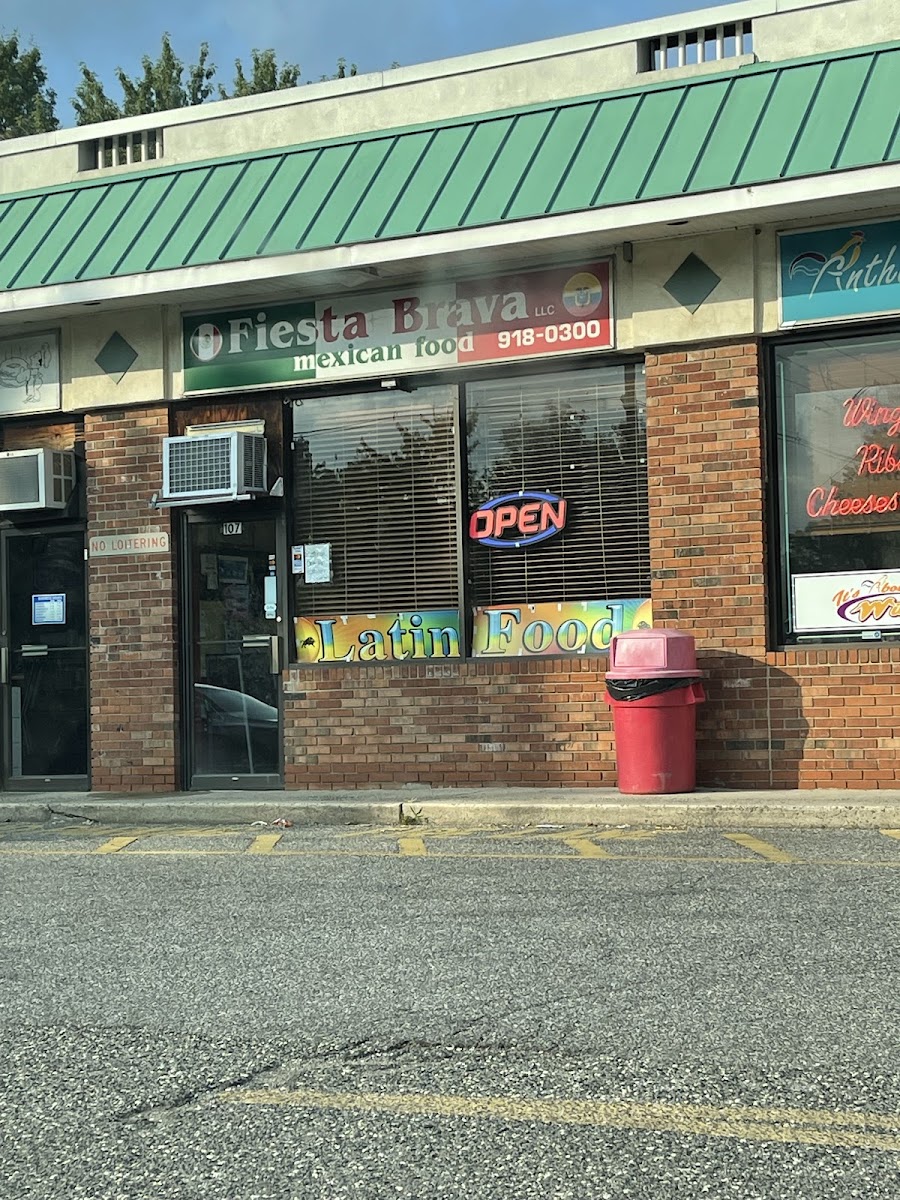 Fiesta Brava LLC
mexican food 918-0300
107
NO LOITERING
OPEN
Latin Food